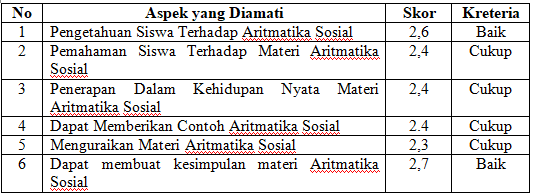 No Aspek yang Diamati Skor Kreteria
1 Pengetahuan Siswa Terhadap Aritmatika Sosial 2,6 Baik
2 Pemahaman Siswa Terhadap Materi Aritmatika 2,4 Cukup
Sosial
3 Penerapan Dalam Kehidupan Nyata Materi 2,4 Cukup
Aritmatika Sosial
4 Dapat Memberikan Contoh Aritmatika Sosial 2.4 Cukup
5 Menguraikan Materi Aritmatika Sosial 2,3 Cukup
6 Dapat membuat kesimpulan materi Aritmatika 2,7 Baik
Sosial